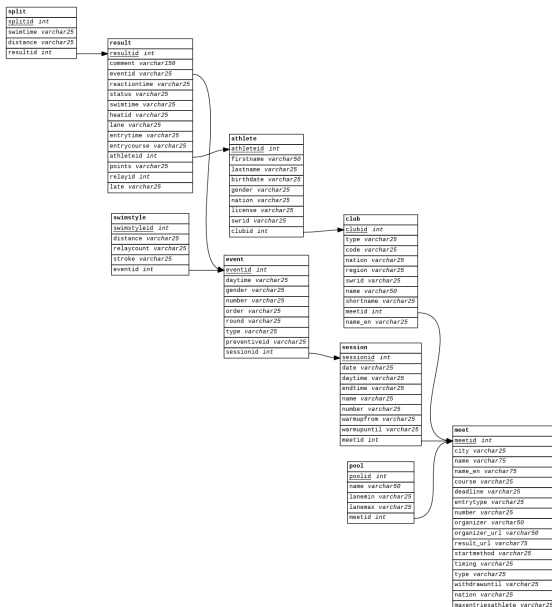 split
splitid int
swimtime varchar25
distance varchar25
resultid int
result
resultid int
comment varchar150
eventid varchar25
reactiontime varchar25
status varchar25
swimtime varchar25
heatid varchar25
lane varchar25
entrytime varchar25
entrycourse varchar25
athleteid int
points varchar25
relayid int
late varchar25
athlete
athleteid int
firstname varchar50
lastname varchar25
birthdate varchar25
gender varchar25
nation varchar25
license varchar25
swrid varchar25
clubid int
swimstyle
swimstyleid int
distance varchar25
relaycount varchar25
stroke varchar25
eventid int
club
clubid int
type varchar25
code varchar25
nation varchar25
region varchar25
swrid varchar25
name varchar50
shortname varchar25
meetid int
name_en varchar25
event
eventid int
daytime varchar25
gender varchar25
number varchar25
order varchar25
round varchar25
type varchar25
preventiveid varchar25
sessionid int
session
sessionid int
date varchar25
daytime varchar25
endtime varchar25
name varchar25
number varchar25
warmupfrom varchar25
warmupuntil varchar25
meetid int
meet
meetid int
city varchar25
name varchar75
name_en varchar75
course varchar25
deadline varchar25
entrytype varchar25
number varchar25
organizer varchar50
organizer_url varchar50
result_url varchar75
startmethod varchar25
timing varchar25
type varchar25
withdrawuntil varchar25
nation varchar25
maxentriesathlete varchar25
pool
poolid int
name varchar50
lanemin varchar25
lanemax varchar25
meetid int